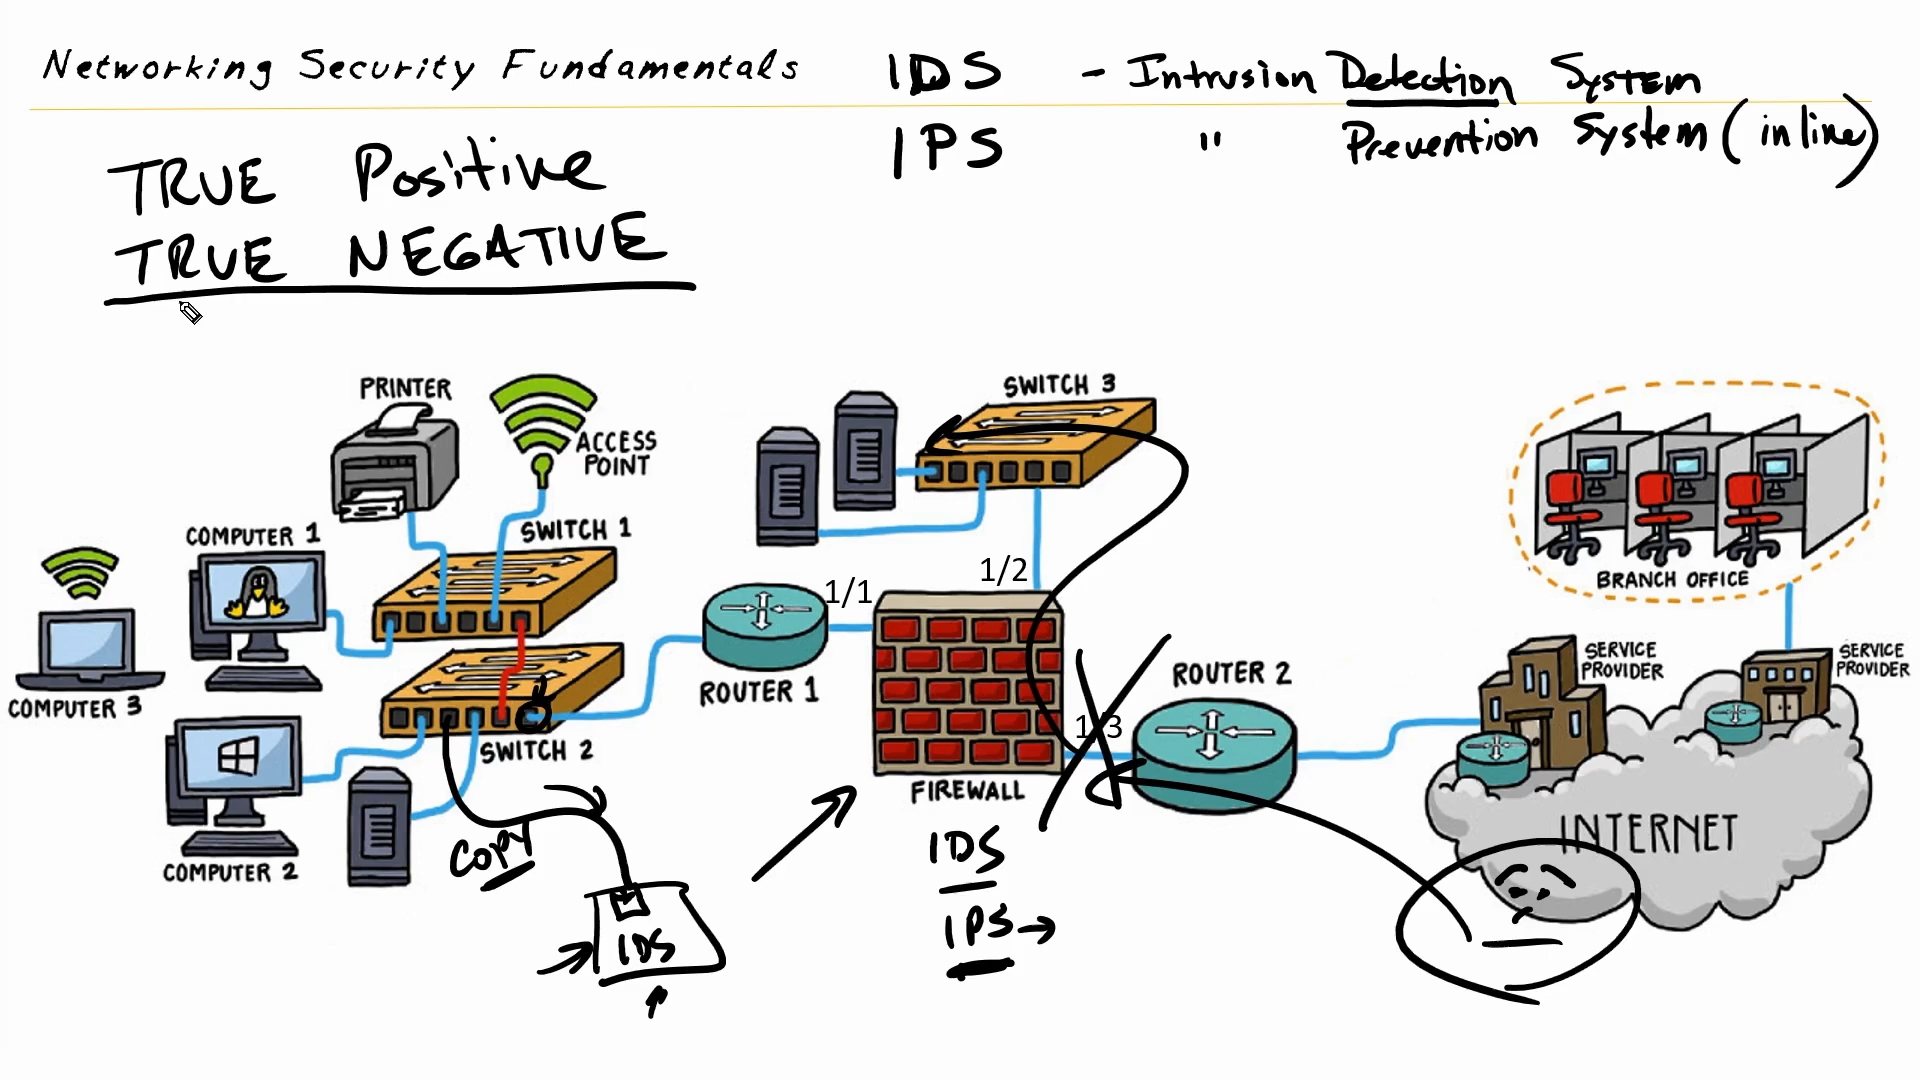 Networking Security Fundamentals
IDS - Intrusion Detection System
IPS " Prevention System (inline)
TRUE Positive
TRUE NEGATIVE
PRINTER
ACCESS
POINT
SWITCH 1
COMPUTER 1
COMPUTER 3
SWITCH 2
COMPUTER 2
COPY
IDS
SWITCH 3
1/1
1/2
ROUTER 1
1/3
FIREWALL
IDS
IPS
ROUTER 2
BRANCH OFFICE
SERVICE
PROVIDER
SERVICE
PROVIDER
INTERNET